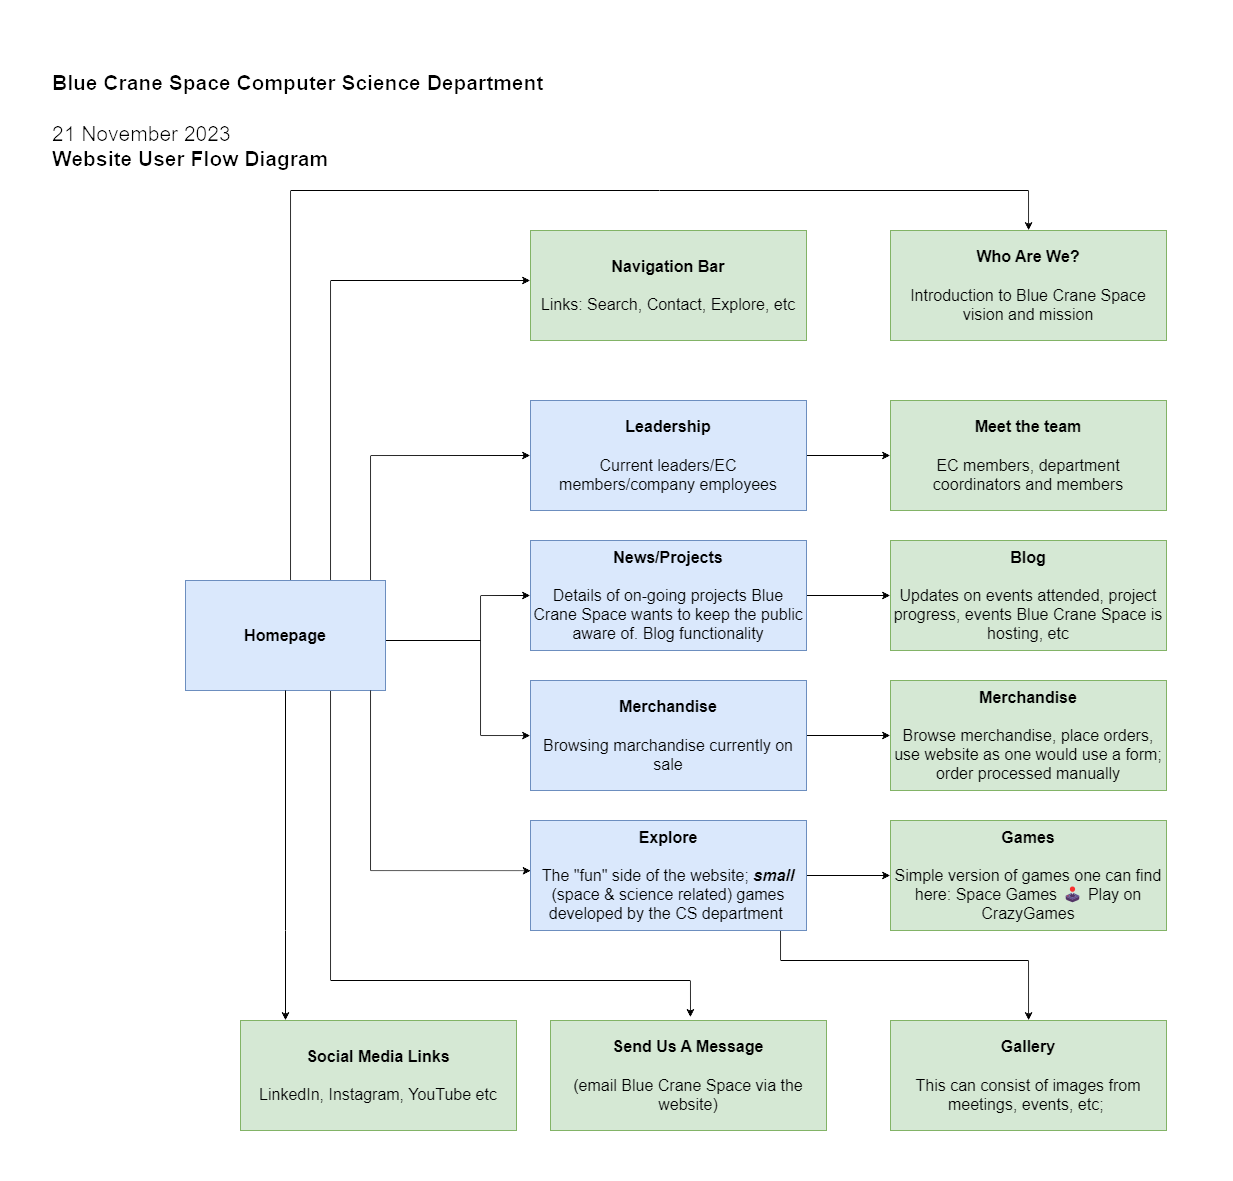 Blue Crane Space Computer Science Department
21 November 2023
Website User Flow Diagram
Navigation Bar
Links: Search, Contact, Explore, etc
Who Are We?
Introduction to Blue Crane Space
vision and mission
Leadership
Current leaders/EC
members/company employees
Meet the team
EC members, department
coordinators and members
Homepage
News/Projects
Details of on-going projects Blue
Crane Space wants to keep the public
aware of. Blog functionality
Blog
Updates on events attended, project
progress, events Blue Crane Space is
hosting, etc
Merchandise
Browsing marchandise currently on
sale
Merchandise
Browse merchandise, place orders,
use website as one would use a form;
order processed manually
Explore
The "fun" side of the website; small
(space & science related) games
developed by the CS department
Games
Simple version of games one can find
here: Space Games 🕹️ Play on
CrazyGames
Social Media Links
LinkedIn, Instagram, YouTube etc
Send Us A Message
(email Blue Crane Space via the
website)
Gallery
This can consist of images from
meetings, events, etc;